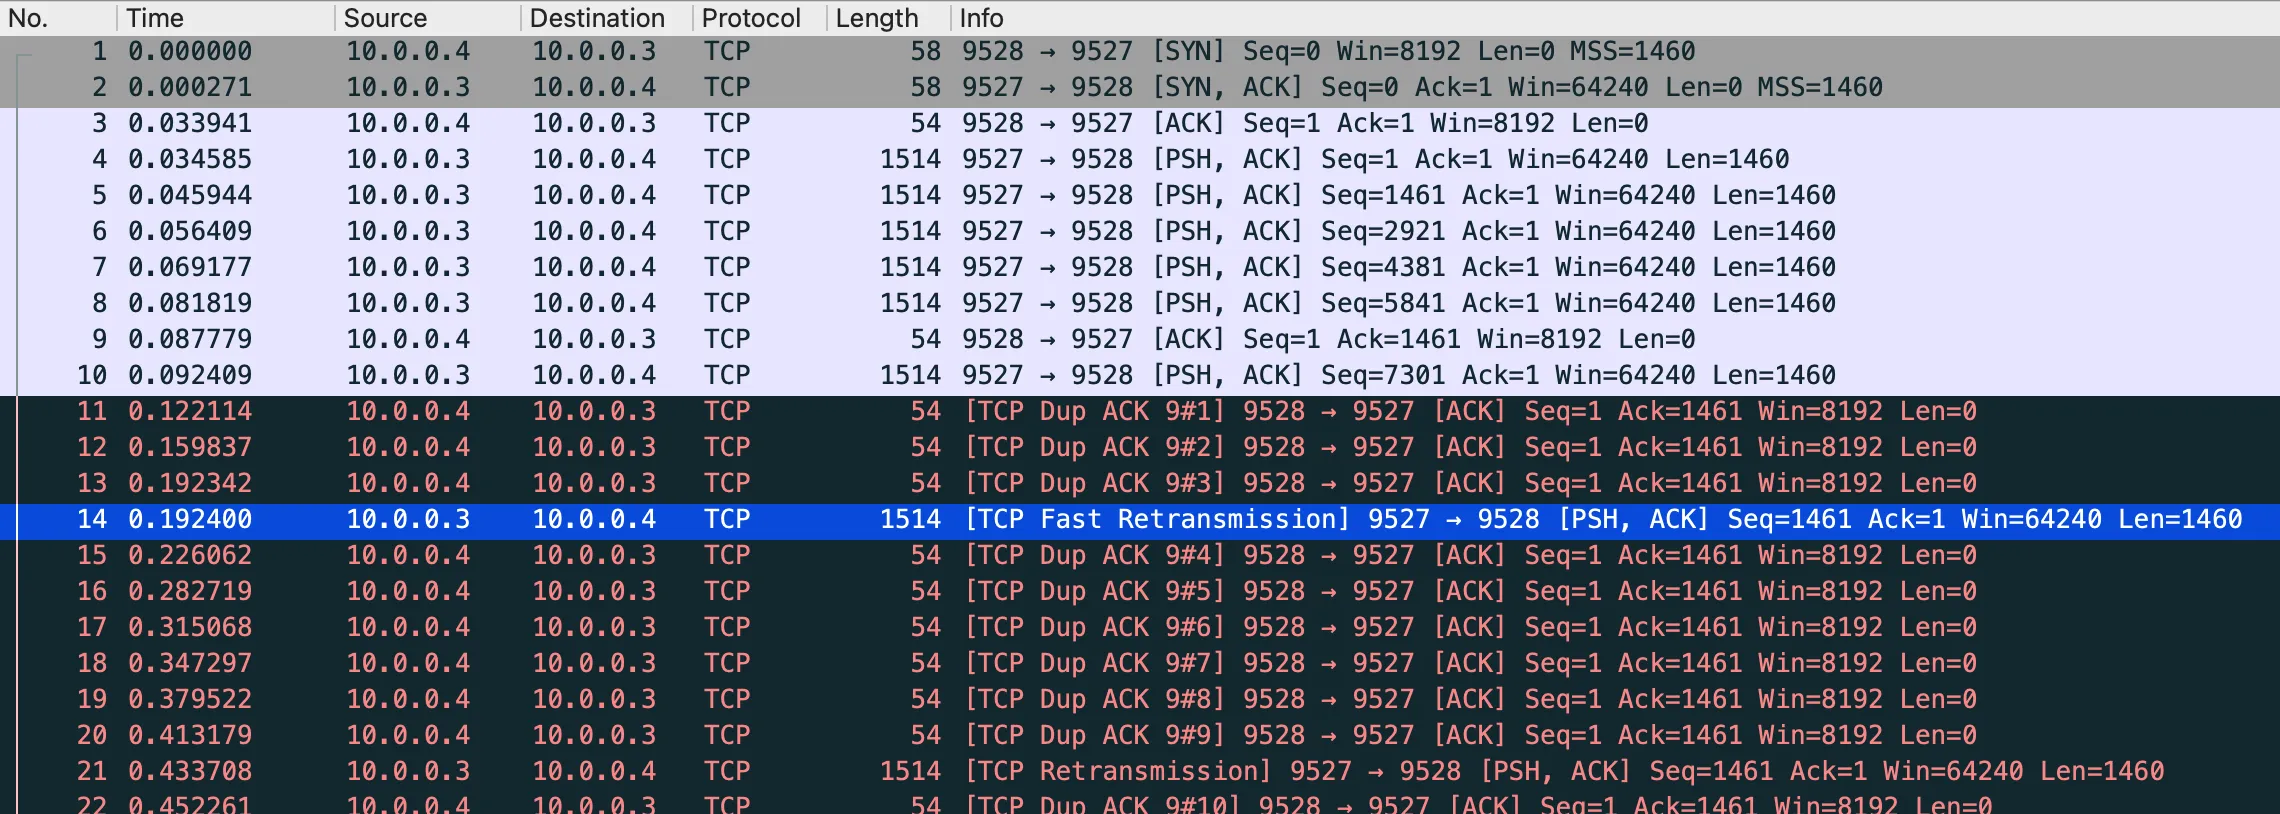 No. Time Source Destination Protocol Length Info
1 0.000000 10.0.0.4 10.0.0.3 TCP 58 9528 → 9527 [SYN] Seq=0 Win=8192 Len=0 MSS=1460
2 0.000271 10.0.0.3 10.0.0.4 TCP 58 9527 → 9528 [SYN, ACK] Seq=0 Ack=1 Win=64240 Len=0 MSS=1460
3 0.033941 10.0.0.4 10.0.0.3 TCP 54 9528 → 9527 [ACK] Seq=1 Ack=1 Win=8192 Len=0
4 0.034585 10.0.0.3 10.0.0.4 TCP 1514 9527 → 9528 [PSH, ACK] Seq=1 Ack=1 Win=64240 Len=1460
5 0.045944 10.0.0.3 10.0.0.4 TCP 1514 9527 → 9528 [PSH, ACK] Seq=1461 Ack=1 Win=64240 Len=1460
6 0.056409 10.0.0.3 10.0.0.4 TCP 1514 9527 → 9528 [PSH, ACK] Seq=2921 Ack=1 Win=64240 Len=1460
7 0.069177 10.0.0.3 10.0.0.4 TCP 1514 9527 → 9528 [PSH, ACK] Seq=4381 Ack=1 Win=64240 Len=1460
8 0.081819 10.0.0.3 10.0.0.4 TCP 1514 9527 → 9528 [PSH, ACK] Seq=5841 Ack=1 Win=64240 Len=1460
9 0.087779 10.0.0.4 10.0.0.3 TCP 54 9528 → 9527 [ACK] Seq=1 Ack=1461 Win=8192 Len=0
10 0.092409 10.0.0.3 10.0.0.4 TCP 1514 9527 → 9528 [PSH, ACK] Seq=7301 Ack=1 Win=64240 Len=1460
11 0.122114 10.0.0.4 10.0.0.3 TCP 54 [TCP Dup ACK 9#1] 9528 → 9527 [ACK] Seq=1 Ack=1461 Win=8192 Len=0
12 0.159837 10.0.0.4 10.0.0.3 TCP 54 [TCP Dup ACK 9#2] 9528 → 9527 [ACK] Seq=1 Ack=1461 Win=8192 Len=0
13 0.192342 10.0.0.4 10.0.0.3 TCP 54 [TCP Dup ACK 9#3] 9528 → 9527 [ACK] Seq=1 Ack=1461 Win=8192 Len=0
14 0.192400 10.0.0.3 10.0.0.4 TCP 1514 [TCP Fast Retransmission] 9527 → 9528 [PSH, ACK] Seq=1461 Ack=1 Win=64240 Len=1460
15 0.226062 10.0.0.4 10.0.0.3 TCP 54 [TCP Dup ACK 9#4] 9528 → 9527 [ACK] Seq=1 Ack=1461 Win=8192 Len=0
16 0.282719 10.0.0.4 10.0.0.3 TCP 54 [TCP Dup ACK 9#5] 9528 → 9527 [ACK] Seq=1 Ack=1461 Win=8192 Len=0
17 0.315068 10.0.0.4 10.0.0.3 TCP 54 [TCP Dup ACK 9#6] 9528 → 9527 [ACK] Seq=1 Ack=1461 Win=8192 Len=0
18 0.347297 10.0.0.4 10.0.0.3 TCP 54 [TCP Dup ACK 9#7] 9528 → 9527 [ACK] Seq=1 Ack=1461 Win=8192 Len=0
19 0.379522 10.0.0.4 10.0.0.3 TCP 54 [TCP Dup ACK 9#8] 9528 → 9527 [ACK] Seq=1 Ack=1461 Win=8192 Len=0
20 0.413179 10.0.0.4 10.0.0.3 TCP 54 [TCP Dup ACK 9#9] 9528 → 9527 [ACK] Seq=1 Ack=1461 Win=8192 Len=0
21 0.433708 10.0.0.3 10.0.0.4 TCP 1514 [TCP Retransmission] 9527 → 9528 [PSH, ACK] Seq=1461 Ack=1 Win=64240 Len=1460
22 0.452261 10.0.0.4 10.0.0.3 TCP 54 [TCP Dup ACK 9#10] 9528 → 9527 [ACK] Seq=1 Ack=1461 Win=8192 Len=0